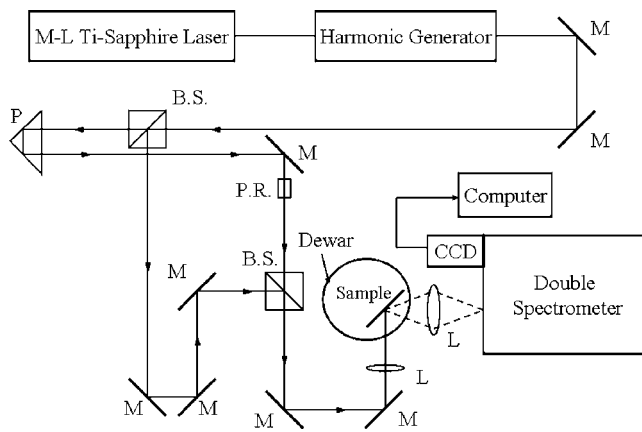 M-L Ti-Sapphire Laser
Harmonic Generator
M
B.S.
P
M
M
P.R.
Computer
Dewar
CCD
B.S.
M
Sample
Double
Spectrometer
L
L
M
M
M
M